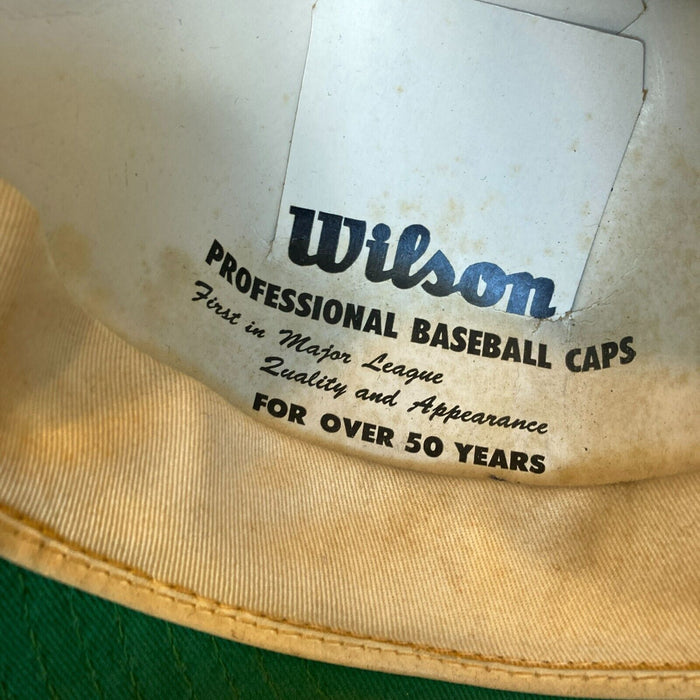 Wilson
PROFESSIONAL BASEBALL CAPS
First in Major League
Quality and Appearance
FOR OVER 50 YEARS